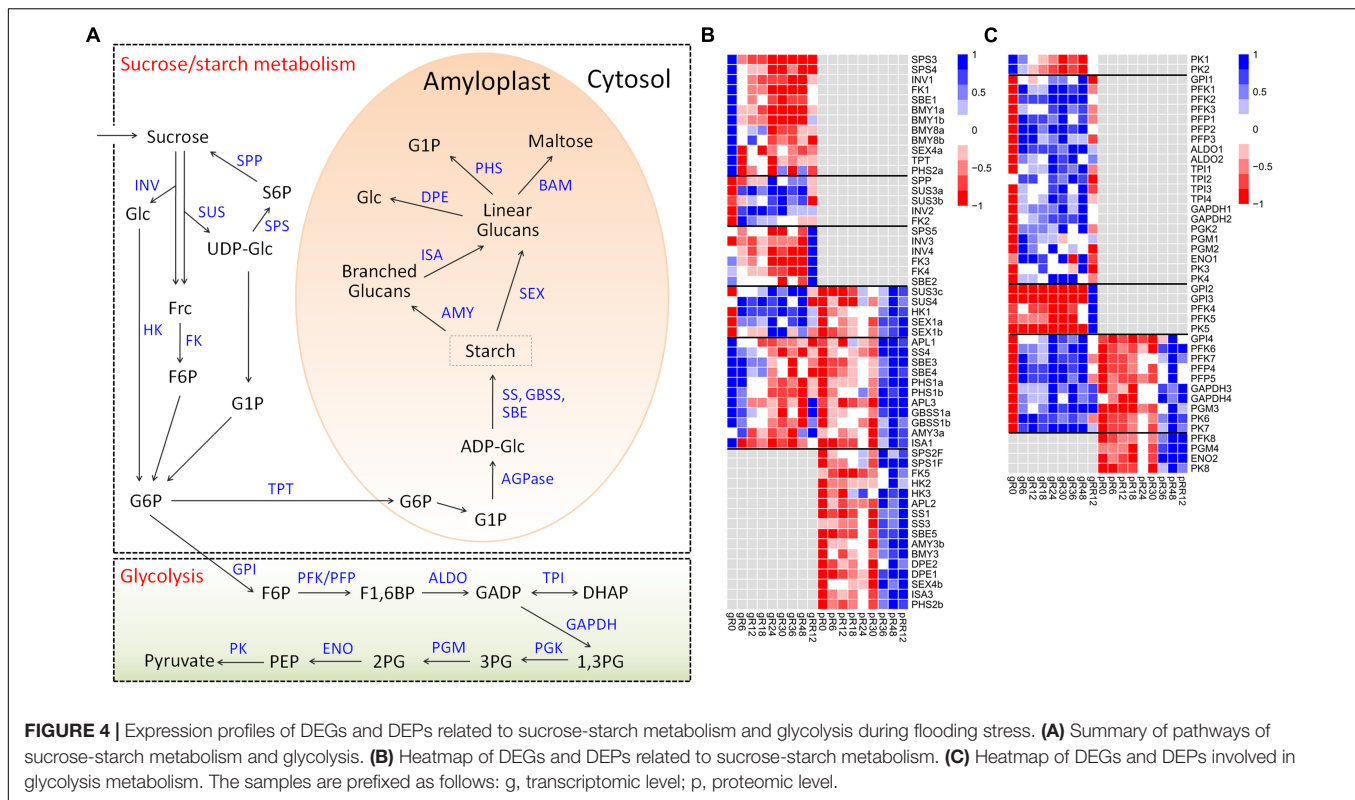 A
Sucrose/starch metabolism
Amyloplast
Cytosol
Sucrose
SPP
INV
S6P
Glc
SUS
SPS
UDP-Glc
Frc
HK
FK
F6P
G1P
G6P
TPT
G1P
Maltose
PHS
BAM
Glc
DPE
Linear
Glucans
ISA
Branched
Glucans
SEX
AMY
Starch
SS, GBSS,
SBE
ADP-Glc
AGPase
G6P
G1P
Glycolysis
GPI
PFK/PFP
ALDO
TPI
F6P
F1,6BP
GADP
DHAP
GAPDH
PK
ENO
PGM
PGK
Pyruvate
PEP
2PG
3PG
1,3PG
B
SPS3
SPS4
INV1
FK1
SBE1
BMY1a
BMY1b
BMY8a
BMY8b
SEX4a
TPT
PHS2a
SPP
SUS3a
SUS3b
INV2
FK2
SPS5
INV3
INV4
FK3
FK4
SBE2
SUS3c
SUS4
HK1
SEX1a
SEX1b
APL1
SS4
SBE3
SBE4
PHS1a
PHS1b
APL3
GBSS1a
GBSS1b
AMY3a
ISA1
SPS2F
SPS1F
FK5
HK2
HK3
APL2
SS1
SS3
SBE5
AMY3b
BMY3
DPE2
DPE1
SEX4b
ISA3
PHS2b
gR0
gR6
gR12
gR18
gR24
gR30
gR36
gR48
gRR12
pR0
pR6
pR12
pR18
pR24
pR30
pR36
pR48
pRR12
1
0.5
0
−0.5
−1
C
PK1
PK2
GPI1
PFK1
PFK2
PFK3
PFP1
PFP2
PFP3
ALDO1
ALDO2
TPI1
TPI2
TPI3
TPI4
GAPDH1
GAPDH2
PGK2
PGM1
PGM2
ENO1
PK3
PK4
GPI2
GPI3
PFK4
PFK5
PK5
GPI4
PFK6
PFK7
PFP4
PFP5
GAPDH3
GAPDH4
PGM3
PK6
PK7
PFK8
PGM4
ENO2
PK8
gR0
gR6
gR12
gR18
gR24
gR30
gR36
gR48
gRR12
pR0
pR6
pR12
pR18
pR24
pR30
pR36
pR48
pRR12
1
0.5
0
−0.5
−1
FIGURE 4 | Expression profiles of DEGs and DEPs related to sucrose-starch metabolism and glycolysis during flooding stress. (A) Summary of pathways of
sucrose-starch metabolism and glycolysis. (B) Heatmap of DEGs and DEPs related to sucrose-starch metabolism. (C) Heatmap of DEGs and DEPs involved in
glycolysis metabolism. The samples are prefixed as follows: g, transcriptomic level; p, proteomic level.